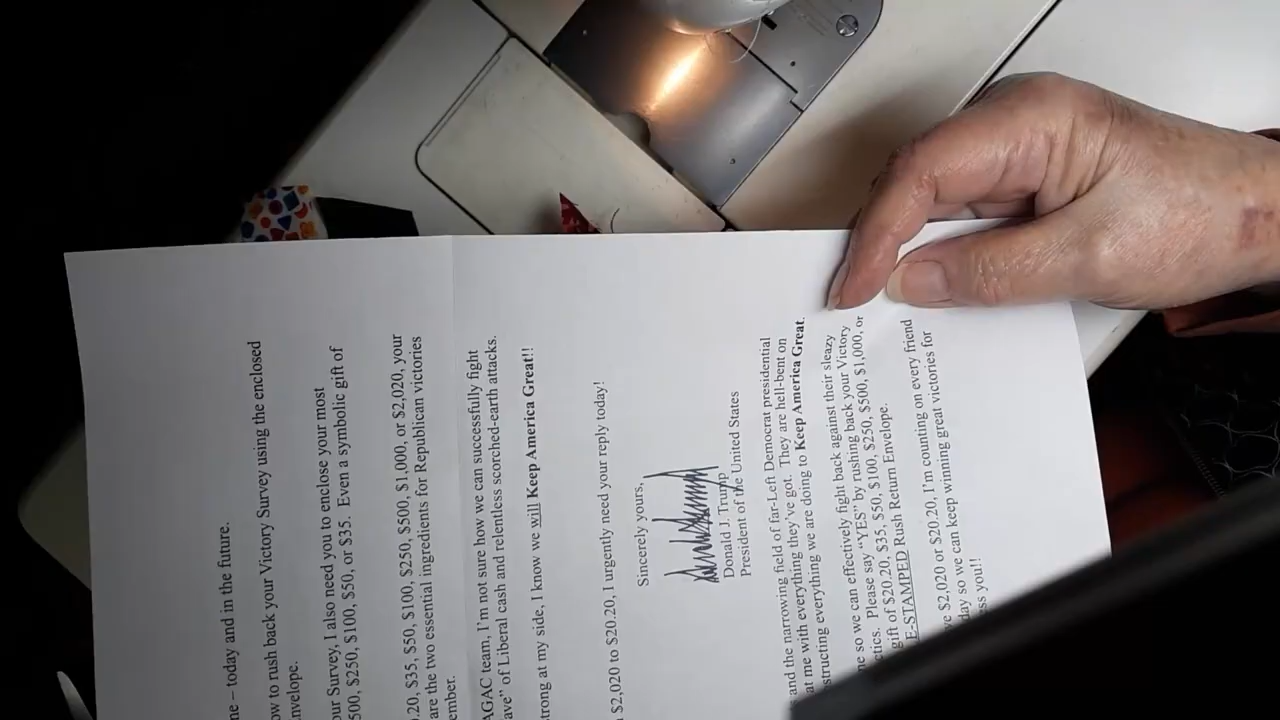 ne – today and in the future.
ow to rush back your Victory Survey using the enclosed
nvelope.
our Survey, I also need you to enclose your most
500, $250, $100, $50, or $35. Even a symbolic gift of
0.20, $35, $50, $100, $250, $500, $1,000, or $2,020, your
are the two essential ingredients for Republican victories
ember.
AGAC team, I'm not sure how we can successfully fight
ave" of Liberal cash and relentless scorched-earth attacks.
strong at my side, I know we will Keep America Great!!
$2,020 to $20.20, I urgently need your reply today!
Sincerely yours,
Donald J. Trump
President of the United States
and the narrowing field of far-Left Democrat presidential
at me with everything they've got. They are hell-bent on
structing everything we are doing to Keep America Great.
ne so we can effectively fight back against their sleazy
ctics. Please say "YES" by rushing back your Victory
gift of $20.20, $35, $50, $100, $250, $500, $1,000, or
E-STAMPED Rush Return Envelope.
ve $2,020 or $20.20, I'm counting on every friend
day so we can keep winning great victories for
ess you!!